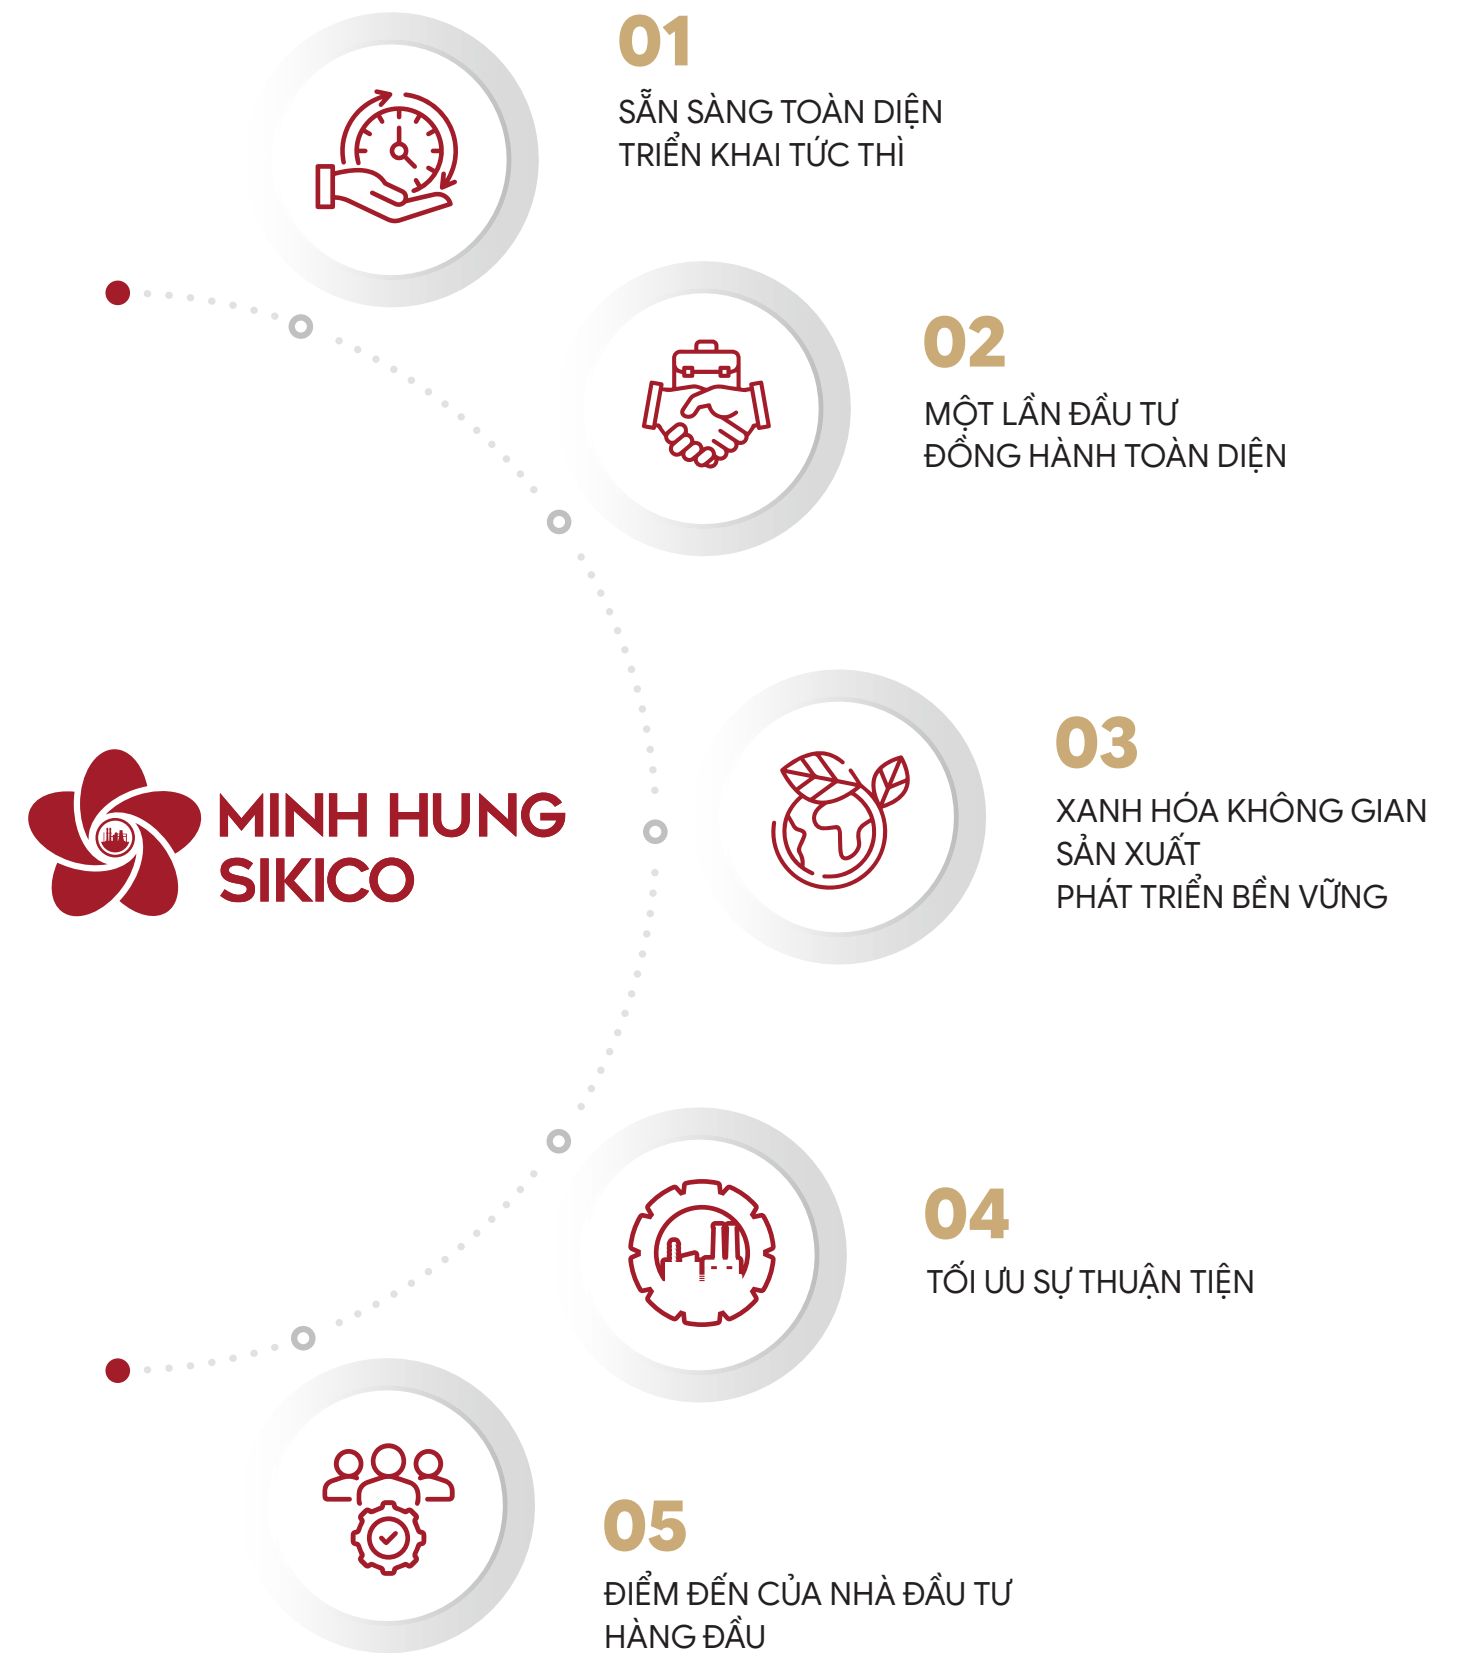 01
SẴN SÀNG TOÀN DIỆN
TRIỂN KHAI TỨC THÌ
02
MỘT LẦN ĐẦU TƯ
ĐỒNG HÀNH TOÀN DIỆN
MINH HUNG
SIKICO
03
XANH HÓA KHÔNG GIAN
SẢN XUẤT
PHÁT TRIỂN BỀN VỮNG
04
TỐI ƯU SỰ THUẬN TIỆN
05
ĐIỂM ĐẾN CỦA NHÀ ĐẦU TƯ
HÀNG ĐẦU